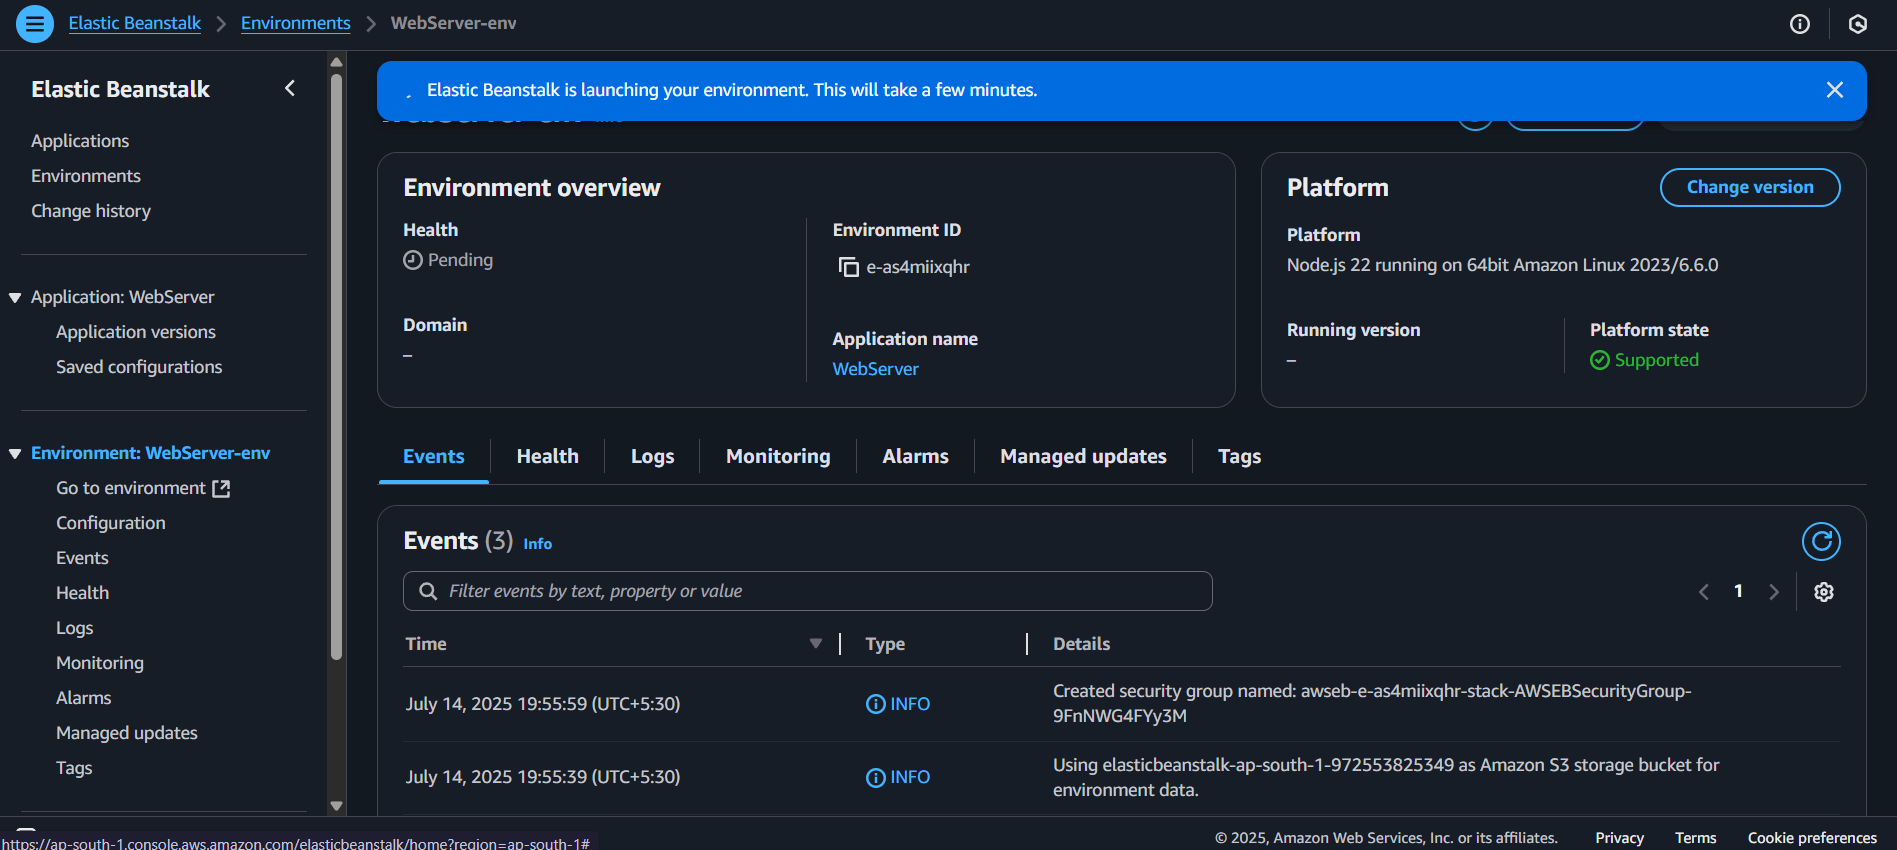 Elastic Beanstalk > Environments > WebServer-env
Elastic Beanstalk
Applications
Environments
Change history
Application: WebServer
Application versions
Saved configurations
Environment: WebServer-env
Go to environment
Configuration
Events
Health
Logs
Monitoring
Alarms
Managed updates
Tags
Elastic Beanstalk is launching your environment. This will take a few minutes.
Environment overview
Health
Pending
Domain
–
Environment ID
e-as4miixqhr
Application name
WebServer
Platform
Change version
Platform
Node.js 22 running on 64bit Amazon Linux 2023/6.6.0
Running version
–
Platform state
Supported
Events
Health
Logs
Monitoring
Alarms
Managed updates
Tags
Events (3) Info
Filter events by text, property or value
1
Time
Type
Details
July 14, 2025 19:55:59 (UTC+5:30)
INFO
Created security group named: awseb-e-as4miixqhr-stack-AWSEBSecurityGroup-
9FnNWG4FYy3M
July 14, 2025 19:55:39 (UTC+5:30)
INFO
Using elasticbeanstalk-ap-south-1-972553825349 as Amazon S3 storage bucket for
environment data.
https://ap-south-1.console.aws.amazon.com/elasticbeanstalk/home?region=ap-south-1#
© 2025, Amazon Web Services, Inc. or its affiliates.
Privacy
Terms
Cookie preferences